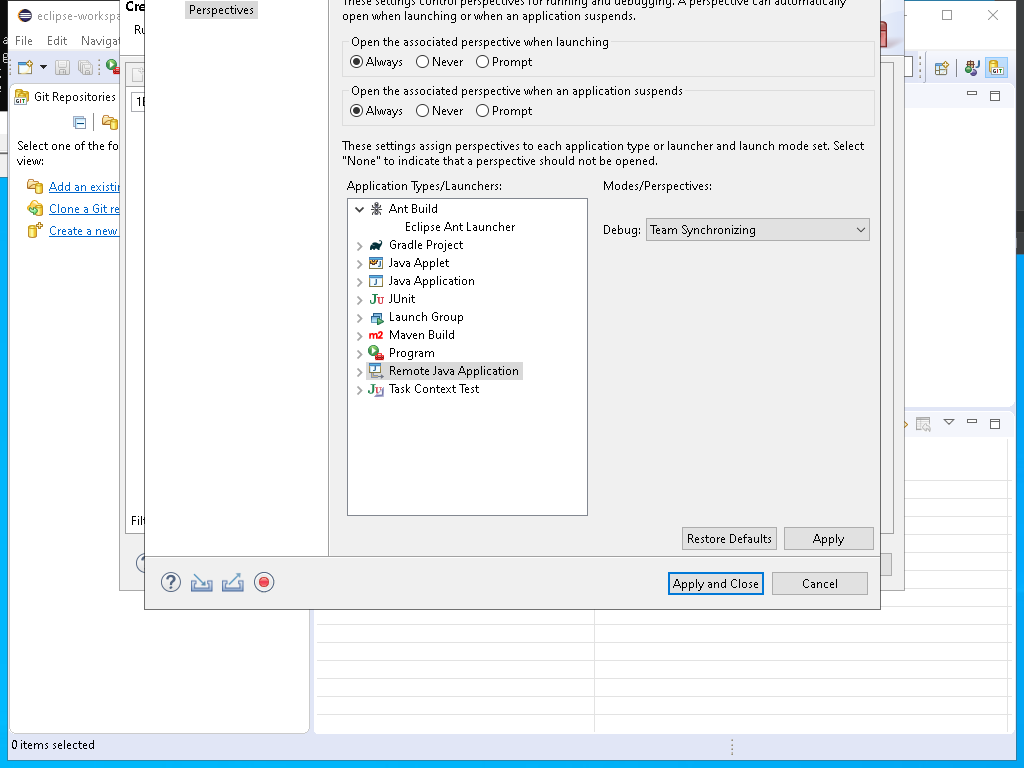 eclipse-workspa
Cre
Perspectives
These settings control perspectives for running and debugging. A perspective can automatically
open when launching or when an application suspends.
File Edit Navigat
Ru
Open the associated perspective when launching
Always Never Prompt
Open the associated perspective when an application suspends
Always Never Prompt
Git Repositories
Select one of the fo
view:
Add an existin
Clone a Git re
Create a new
These settings assign perspectives to each application type or launcher and launch mode set. Select
"None" to indicate that a perspective should not be opened.
Application Types/Launchers:
Modes/Perspectives:
Ant Build
Eclipse Ant Launcher
Gradle Project
Java Applet
Java Application
JUnit
Launch Group
Maven Build
Program
Remote Java Application
Task Context Test
Debug: Team Synchronizing
Filt
Restore Defaults Apply
Apply and Close Cancel
0 items selected